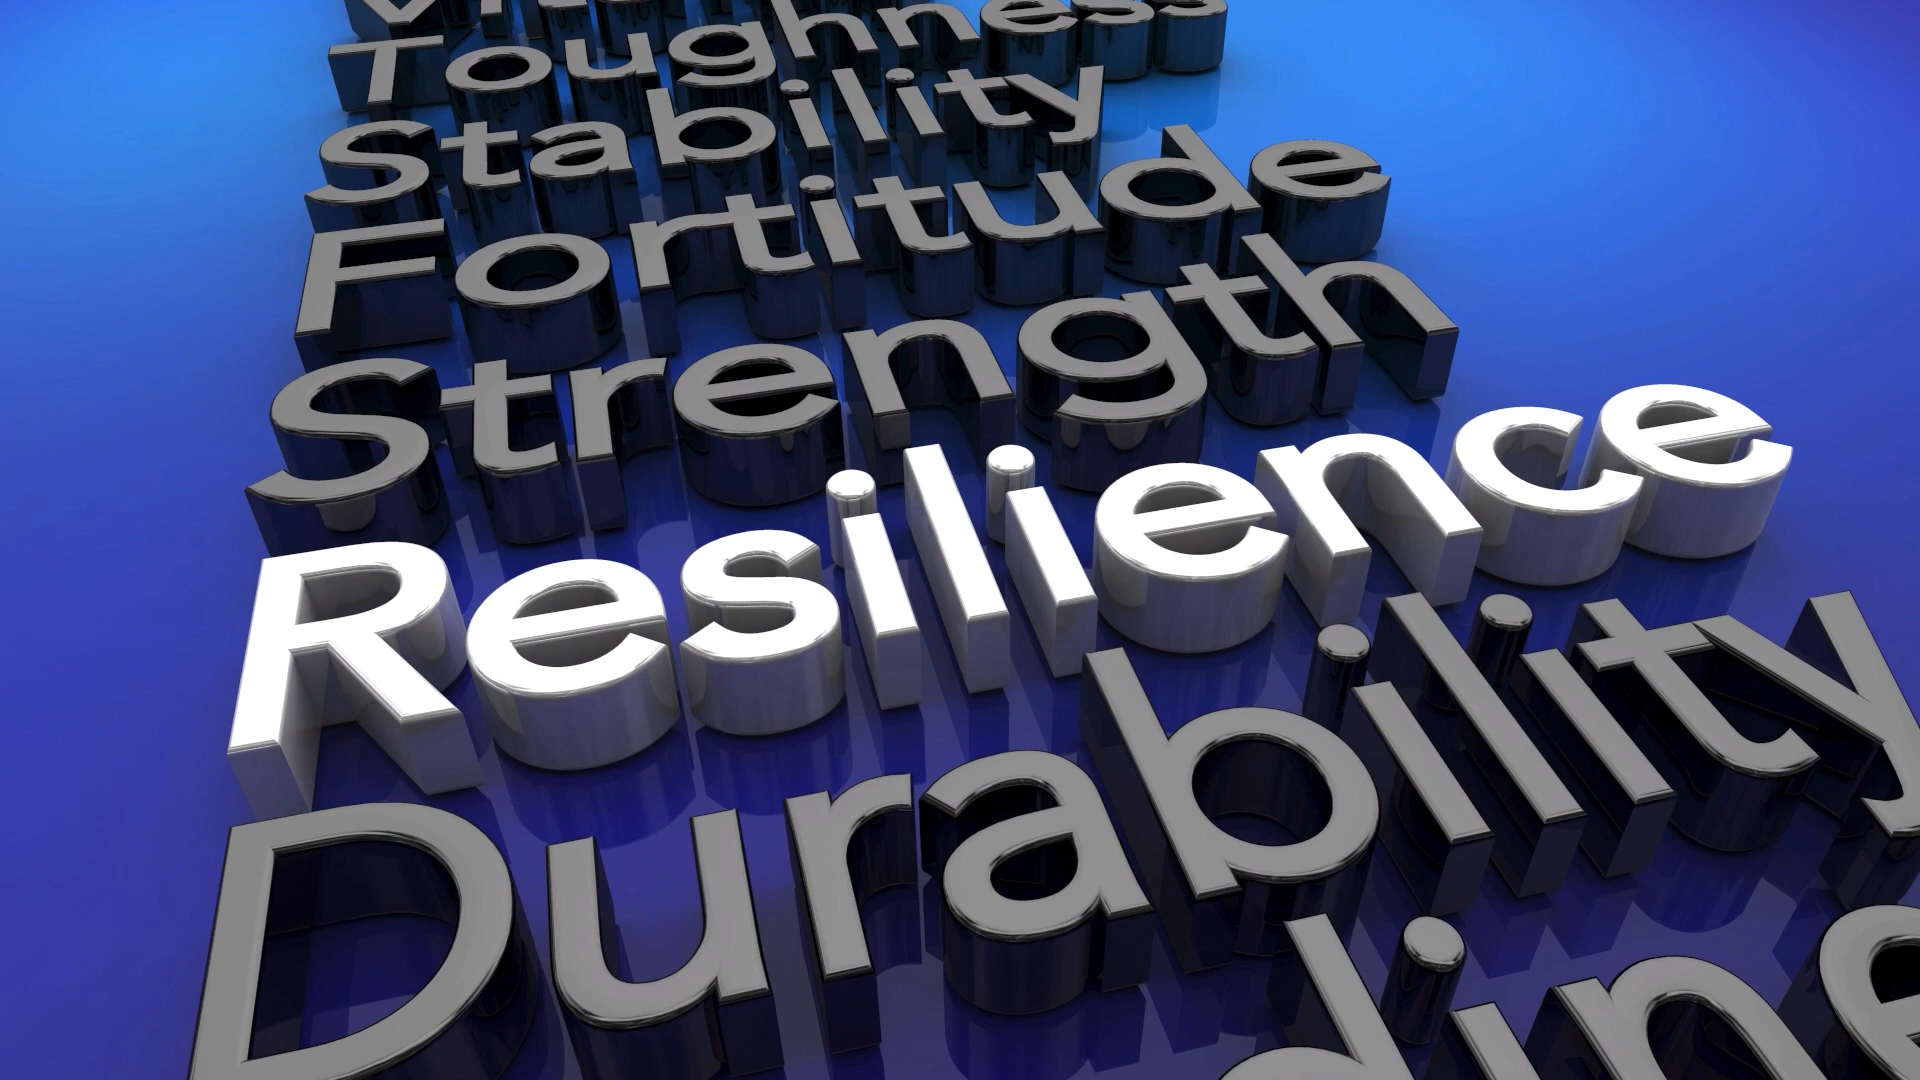 Toughness
Stability
Fortitude
Strength
Resilience
Durability